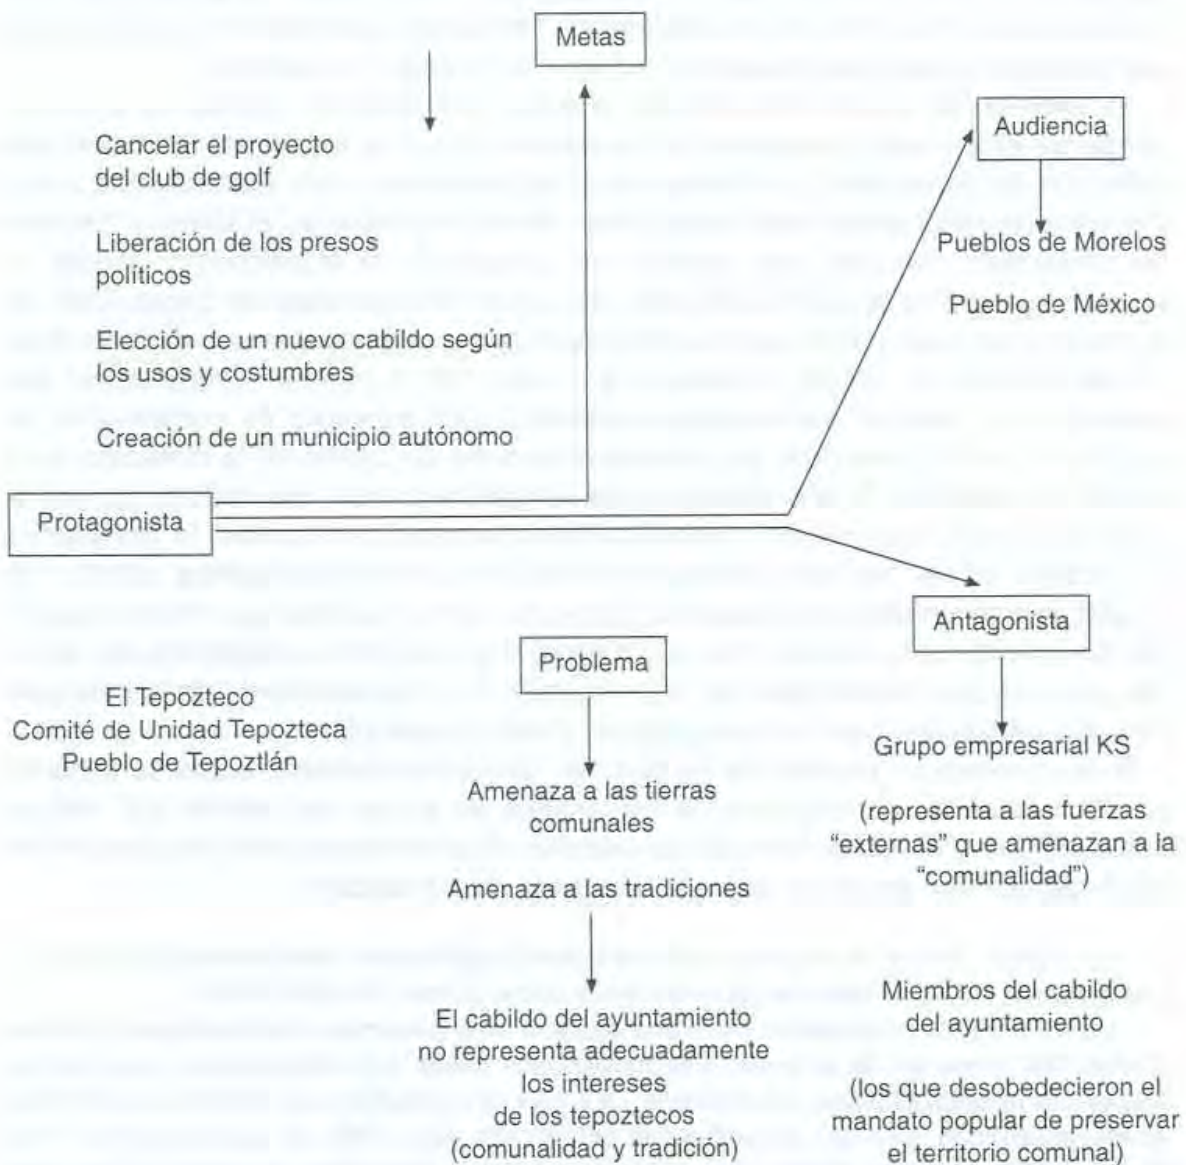 Metas
Cancelar el proyecto
del club de golf
Liberación de los presos
políticos
Elección de un nuevo cabildo según
los usos y costumbres
Creación de un municipio autónomo
Audiencia
Pueblos de Morelos
Pueblo de México
Protagonista
El Tepozteco
Comité de Unidad Tepozteca
Pueblo de Tepoztlán
Problema
Amenaza a las tierras
comunales
Amenaza a las tradiciones
El cabildo del ayuntamiento
no representa adecuadamente
los intereses
de los tepoztecos
(comunalidad y tradición)
Antagonista
Grupo empresarial KS
(representa a las fuerzas
“externas” que amenazan a la
“comunalidad”)
Miembros del cabildo
del ayuntamiento
(los que desobedecieron el
mandato popular de preservar
el territorio comunal)